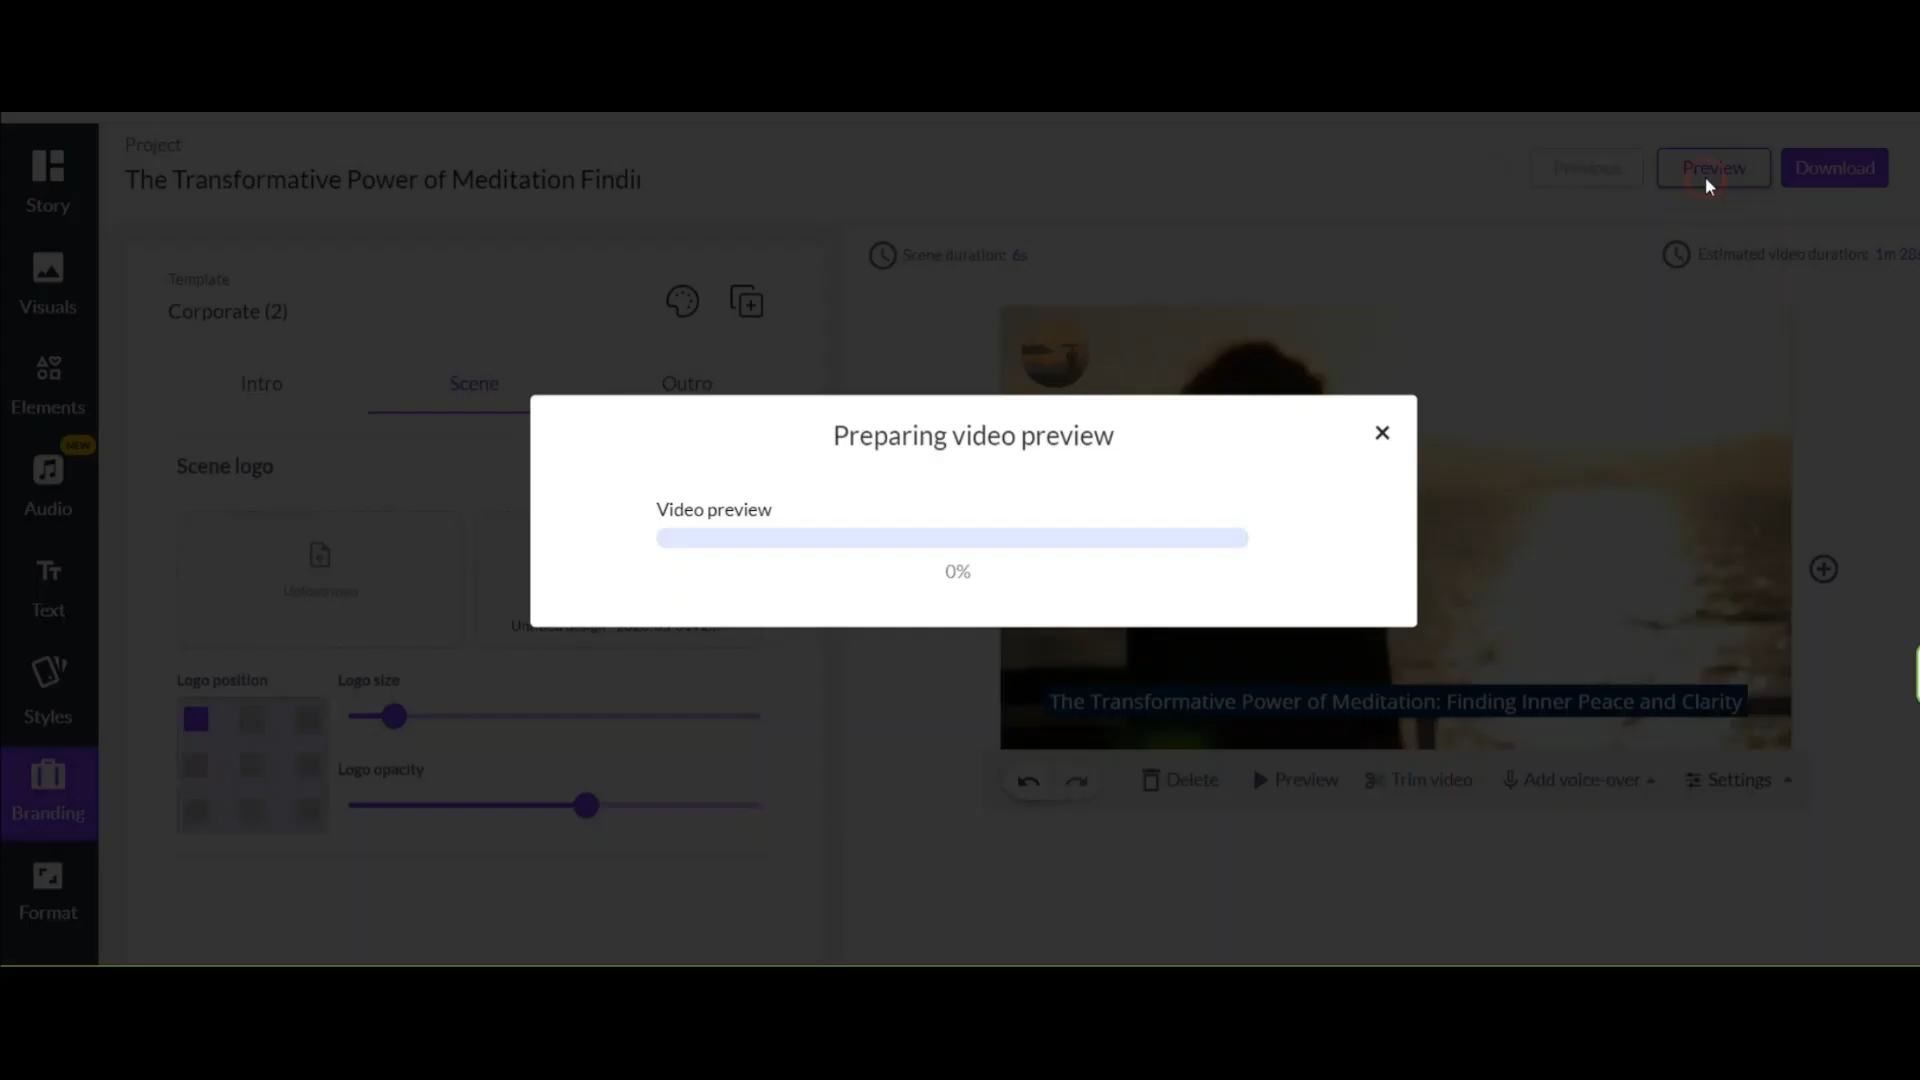 Project
The Transformative Power of Meditation Findin
Preview
Download
Story
Visuals
Elements
NEW
Audio
Text
Styles
Branding
Format
Template
Corporate (2)
Intro
Scene
Outro
Scene logo
Logo position
Logo size
Logo opacity
Scene duration: 6s
Estimated video duration: 1m 28s
Preparing video preview
Video preview
0%
The Transformative Power of Meditation: Finding Inner Peace and Clarity
Delete
Preview
Trim video
Add voice-over
Settings